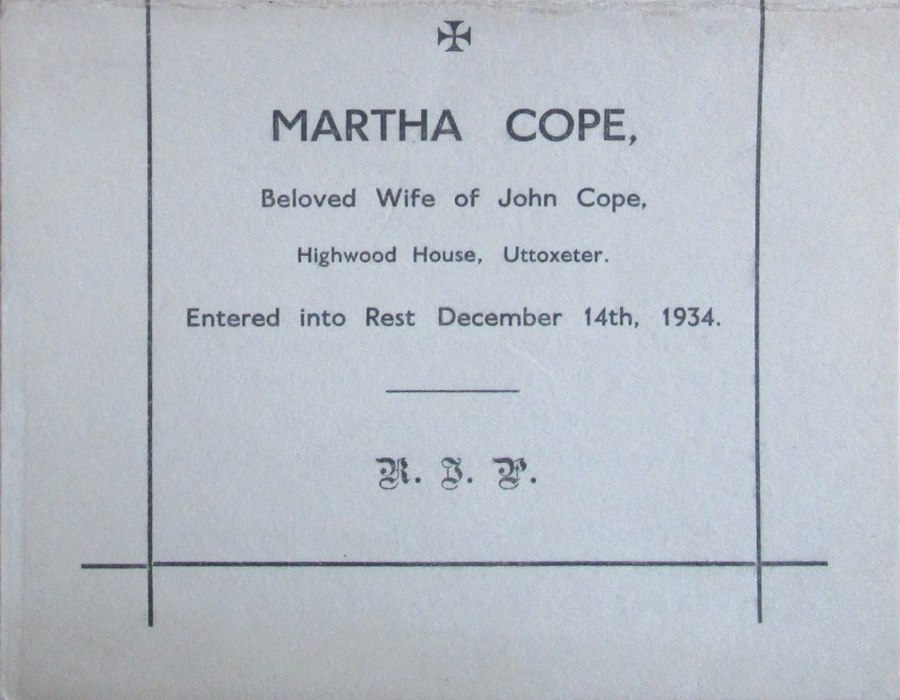 MARTHA COPE,
Beloved Wife of John Cope,
Highwood House, Uttoxeter.
Entered into Rest December 14th, 1934.
R. I. P.